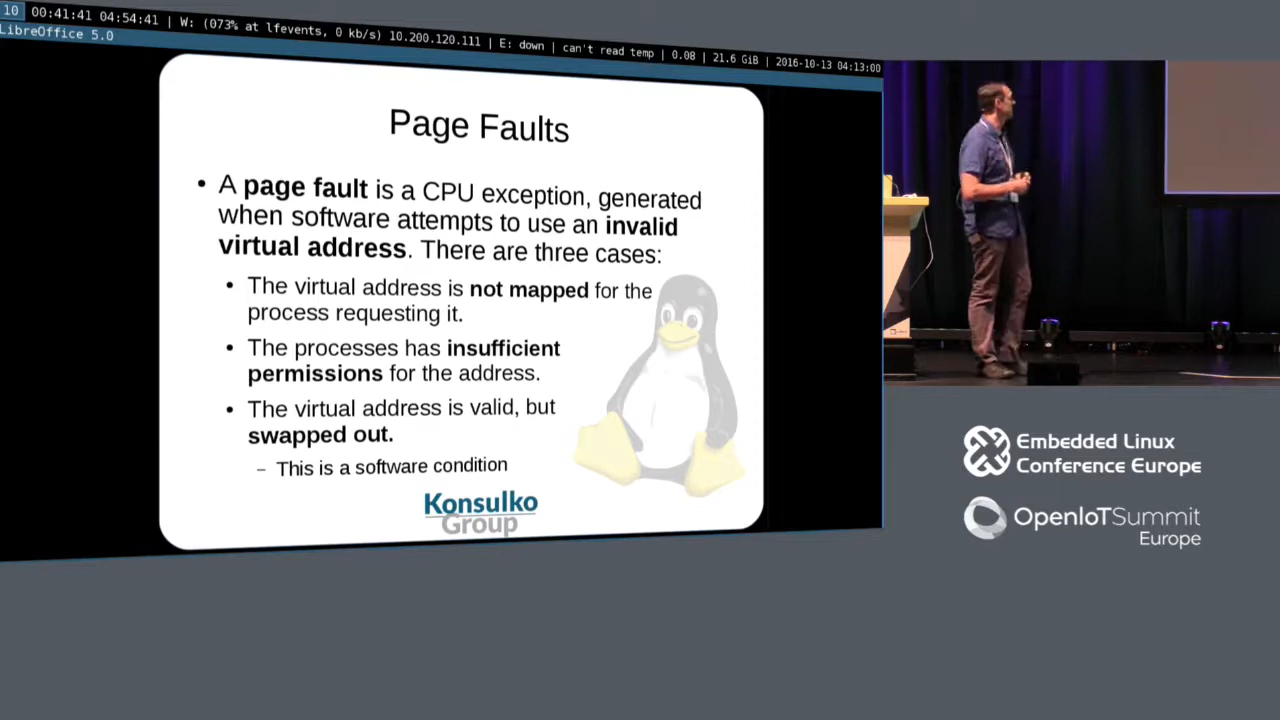 10 00:41:41 04:54:41 | W: (073% at lfevents, 0 kb/s) 10.200.120.111 | E: down | can't read temp | 0.08 | 21.6 GiB | 2016-10-13 04:13:00
LibreOffice 5.0
Page Faults
• A page fault is a CPU exception, generated
when software attempts to use an invalid
virtual address. There are three cases:
• The virtual address is not mapped for the
process requesting it.
• The processes has insufficient
permissions for the address.
• The virtual address is valid, but
swapped out.
– This is a software condition
Konsulko
Group
Embedded Linux
Conference Europe
OpenIoTSummit
Europe